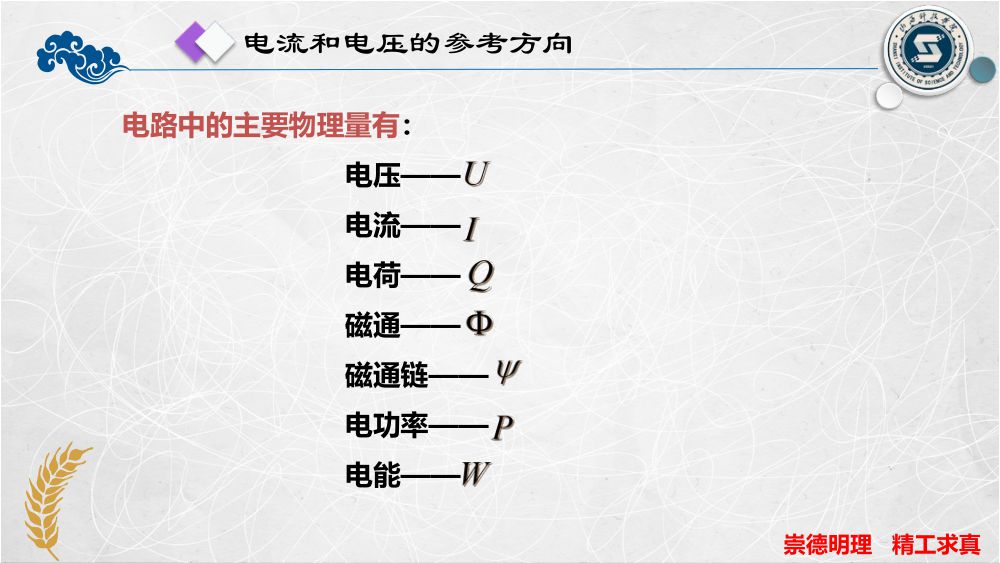 电流和电压的参考方向
电路中的主要物理量有：
电压——U
电流——I
电荷——Q
磁通——Φ
磁通链——ψ
电功率——P
电能——W
崇德明理 精工求真